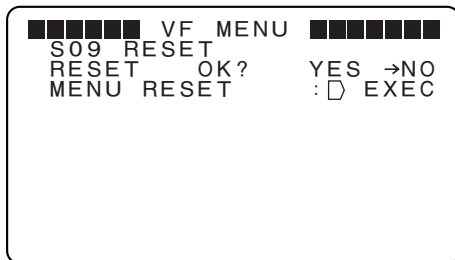 ■■■■■■ VF MENU ■■■■■■■
S09 RESET
RESET OK? YES →NO
MENU RESET : EXEC